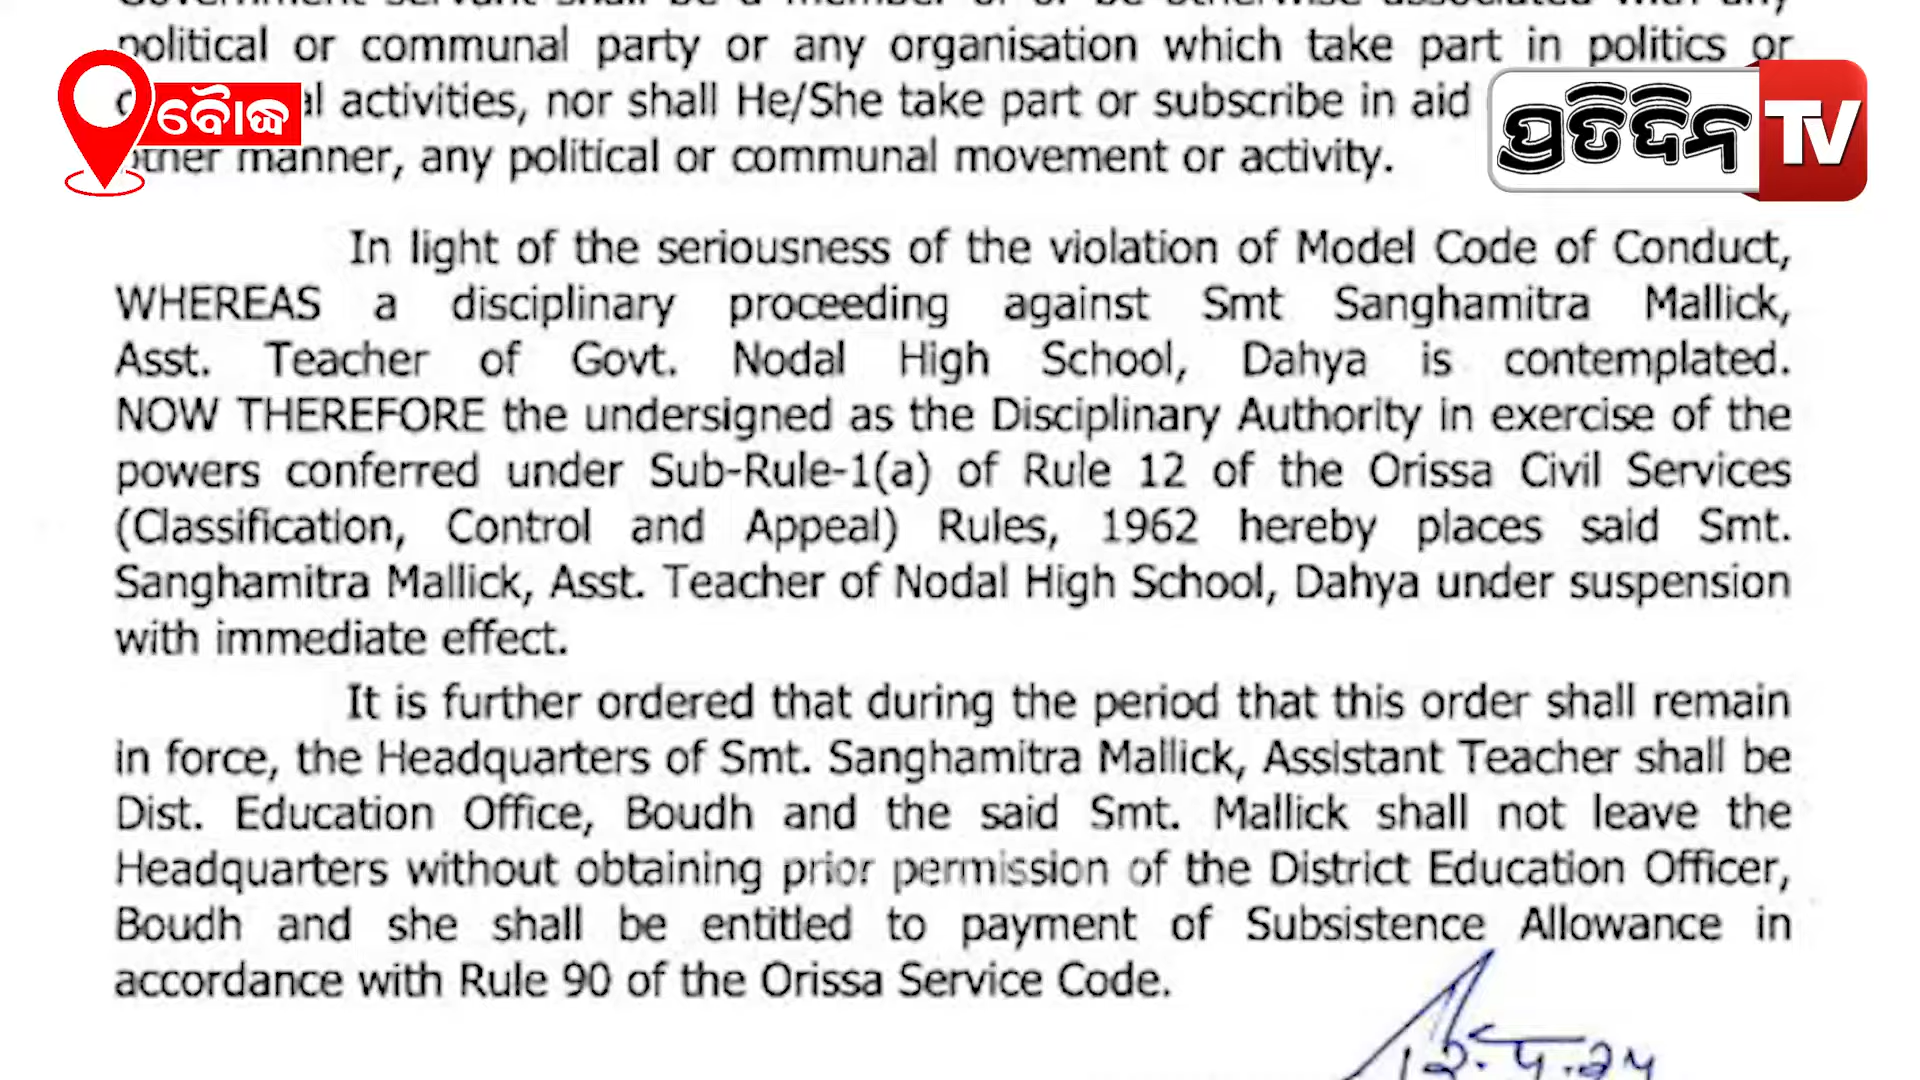 political or communal party or any organisation which take part in politics or
activities, nor shall He/She take part or subscribe in aid
other manner, any political or communal movement or activity.
ବୌଦ୍ଧ
ପ୍ରତିଦିନ TV
In light of the seriousness of the violation of Model Code of Conduct,
WHEREAS a disciplinary proceeding against Smt Sanghamitra Mallick,
Asst. Teacher of Govt. Nodal High School, Dahya is contemplated.
NOW THEREFORE the undersigned as the Disciplinary Authority in exercise of the
powers conferred under Sub-Rule-1(a) of Rule 12 of the Orissa Civil Services
(Classification, Control and Appeal) Rules, 1962 hereby places said Smt.
Sanghamitra Mallick, Asst. Teacher of Nodal High School, Dahya under suspension
with immediate effect.
It is further ordered that during the period that this order shall remain
in force, the Headquarters of Smt. Sanghamitra Mallick, Assistant Teacher shall be
Dist. Education Office, Boudh and the said Smt. Mallick shall not leave the
Headquarters without obtaining prior permission of the District Education Officer,
Boudh and she shall be entitled to payment of Subsistence Allowance in
accordance with Rule 90 of the Orissa Service Code.